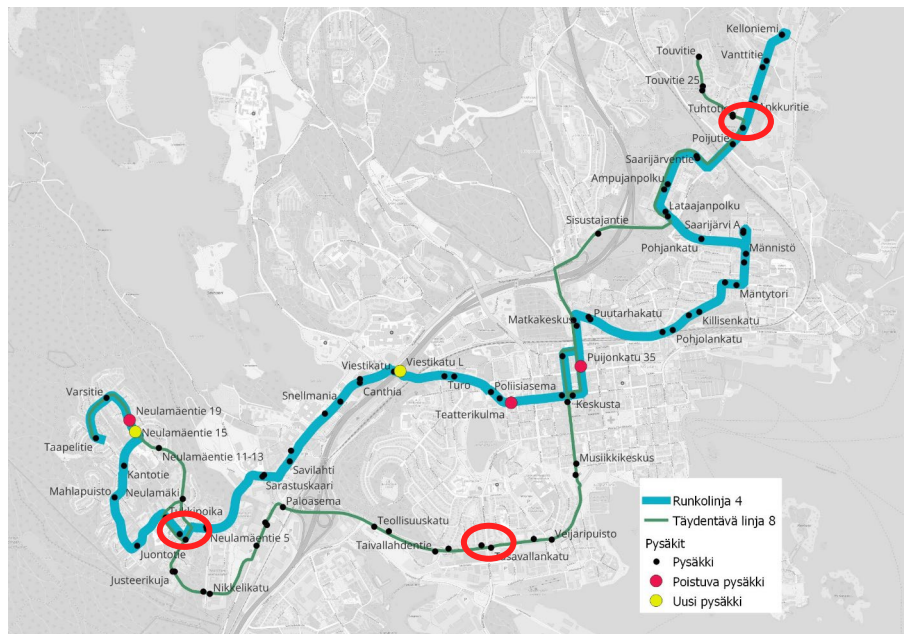 Kelloniemi
Touvitie
Vanttitie
Touvitie 25
Ankkuritie
Poijutie
Saarijärventie
Ampujanpolku
Lataajanpolku
Sisustajantie
Saarijärvi A
Pohjankatu
Männistö
Mäntytori
Matkakeskus
Puutarhakatu
Killisenkatu
Pohjolankatu
Puijonkatu 35
Viestikatu
Viestikatu L
Canthia
Turo
Poliisiasema
Snellmania
Teatterikulma
Keskusta
Varsitie
Neulamäentie 19
Neulamäentie 15
Taapelitie
Neulamäentie 11-13
Musiikkikeskus
Kantotie
Savilahti
Mahlapuisto
Neulamäki
Sarastuskaari
Paloasema
Tukkipoika
Neulamäentie 5
Teollisuuskatu
Veijaripuisto
Taivallahdentie
Tasavallankatu
Juontotie
Justeerikuja
Nikkelikatu
Runkolinja 4
Täydentävä linja 8
Pysäkit
Pysäkki
Poistuva pysäkki
Uusi pysäkki